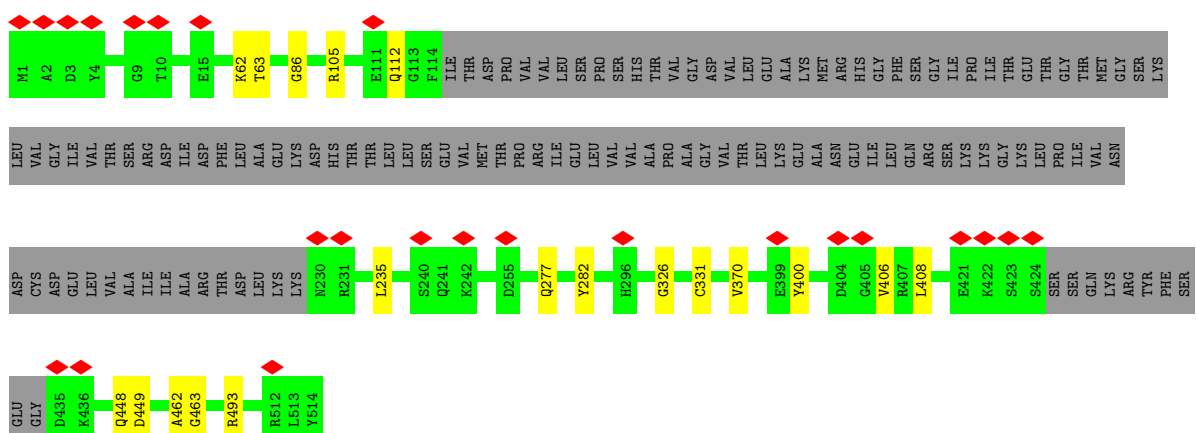 M1 A2 D3 Y4 G9 T10 E15 K62 T63 G86 R105 E111 Q112 G113 F114 ILE THR ASP PRO VAL VAL LEU SER PRO SER HIS THR VAL GLY ASP VAL LEU GLU ALA LYS MET ARG HIS GLY PHE SER GLY ILE PRO ILE THR GLU THR GLY THR MET GLY SER LYS
LEU VAL GLY ILE VAL THR SER ARG ASP ILE ASP PHE LEU ALA GLU LYS ASP HIS THR THR LEU LEU SER GLU VAL MET THR PRO ARG ILE GLU LEU VAL VAL ALA PRO ALA GLY VAL THR LEU LYS GLU ALA ASN GLU ILE LEU GLN ARG SER LYS LYS GLY LYS LEU PRO ILE VAL ASN
ASP CYS ASP GLU LEU VAL ALA ILE ILE ALA ARG THR ASP LEU LYS LYS N230 R231 L235 S240 Q241 K242 D255 Q277 Y282 H296 G326 C331 V370 E399 Y400 D404 G405 V406 R407 L408 E421 K422 S423 S424 SER SER GLN LYS ARG TYR PHE SER
GLU GLY D435 K436 Q448 D449 A462 G463 R493 R512 L513 Y514